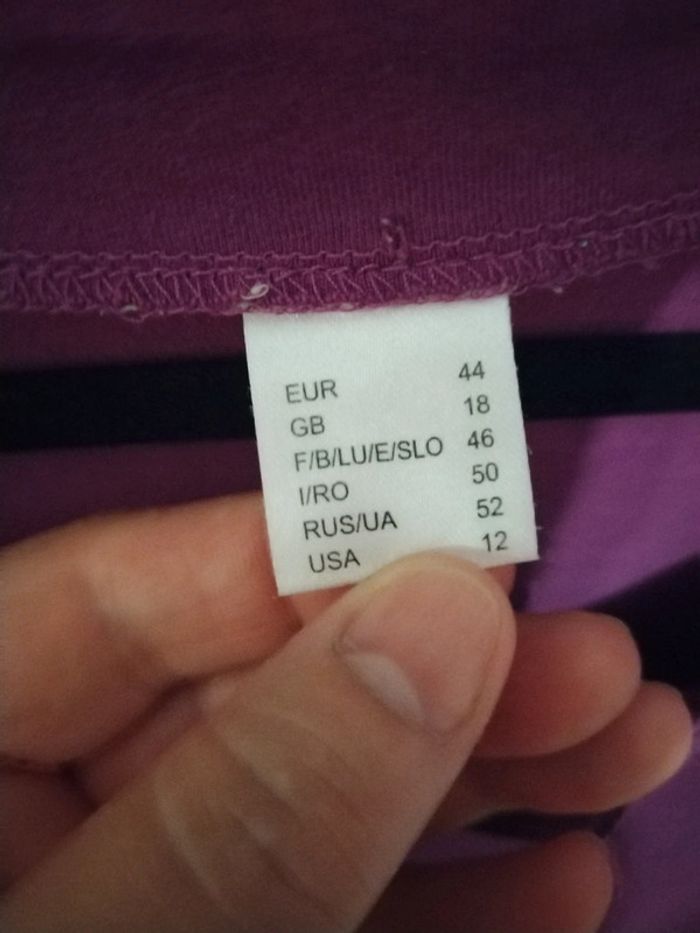 EUR 44
GB 18
F/B/LU/E/SLO 46
I/RO 50
RUS/UA 52
USA 12